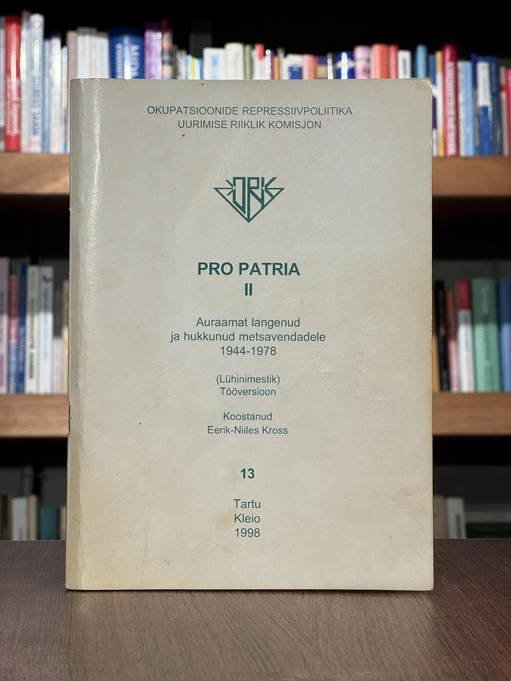 OKUPATSIOONIDE REPRESSIIVPOLIITIKA
UURIMISE RIIKLIK KOMISJON
ORK
PRO PATRIA
II
Auraamat langenud
ja hukkunud metsavendadele
1944-1978
(Lühinimestik)
Tööversioon
Koostanud
Eerik-Niiles Kross
13
Tartu
Kleio
1998